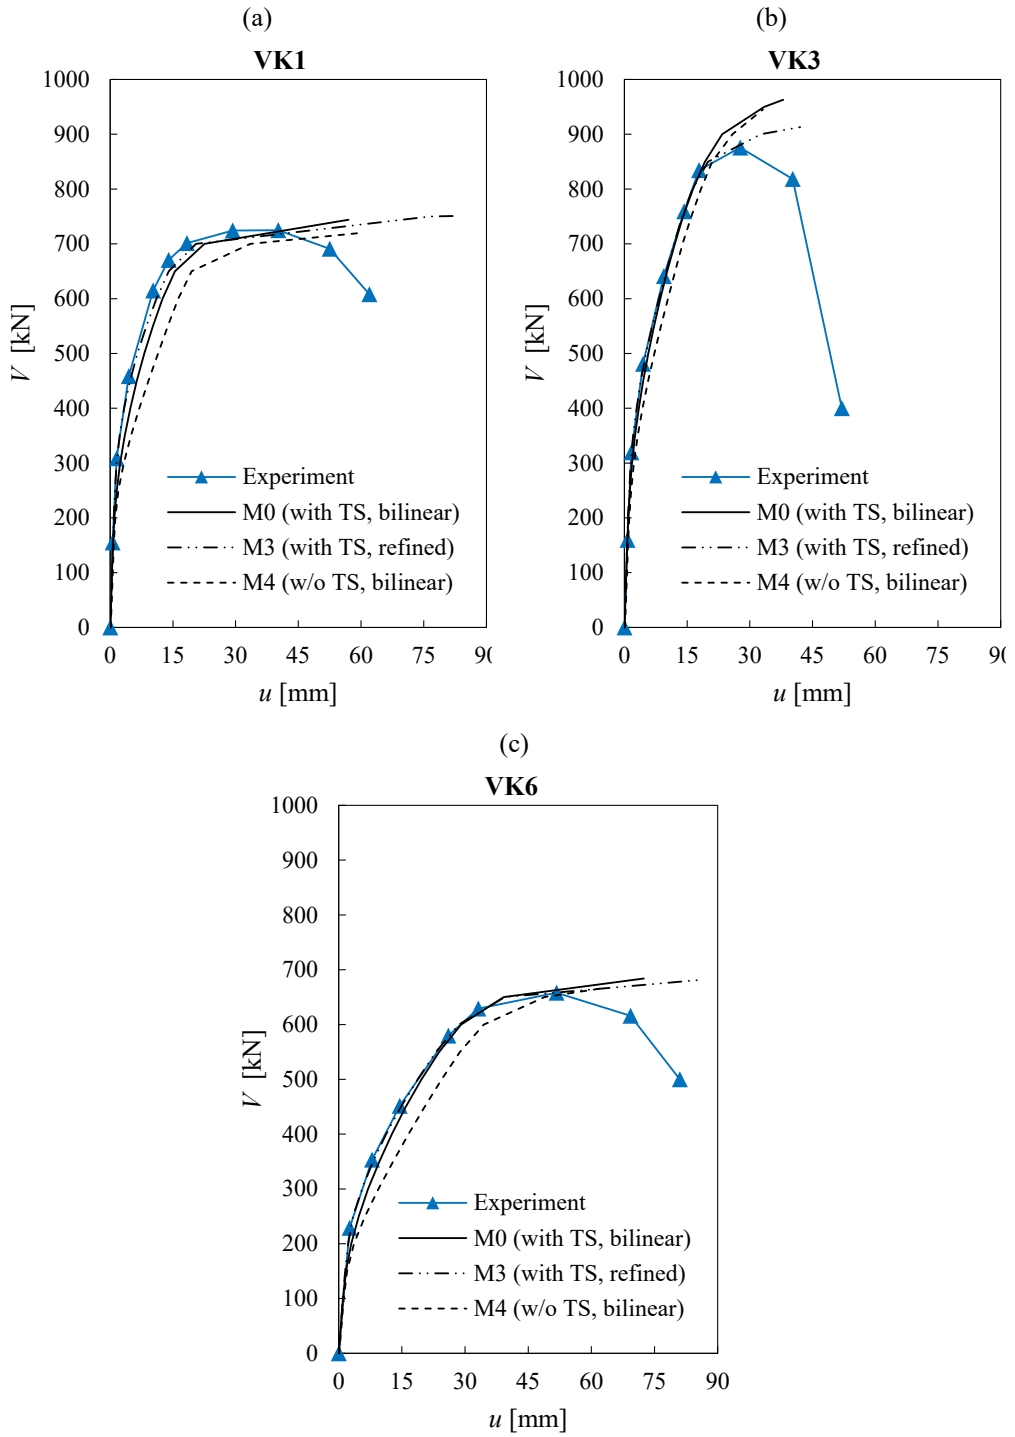 (a)
VK1
1000
900
800
700
600
500
400
300
200
100
0
V [kN]
Experiment
M0 (with TS, bilinear)
M3 (with TS, refined)
M4 (w/o TS, bilinear)
0 15 30 45 60 75 90
u [mm]
(b)
VK3
1000
900
800
700
600
500
400
300
200
100
0
V [kN]
Experiment
M0 (with TS, bilinear)
M3 (with TS, refined)
M4 (w/o TS, bilinear)
0 15 30 45 60 75 90
u [mm]
(c)
VK6
1000
900
800
700
600
500
400
300
200
100
0
V [kN]
Experiment
M0 (with TS, bilinear)
M3 (with TS, refined)
M4 (w/o TS, bilinear)
0 15 30 45 60 75 90
u [mm]